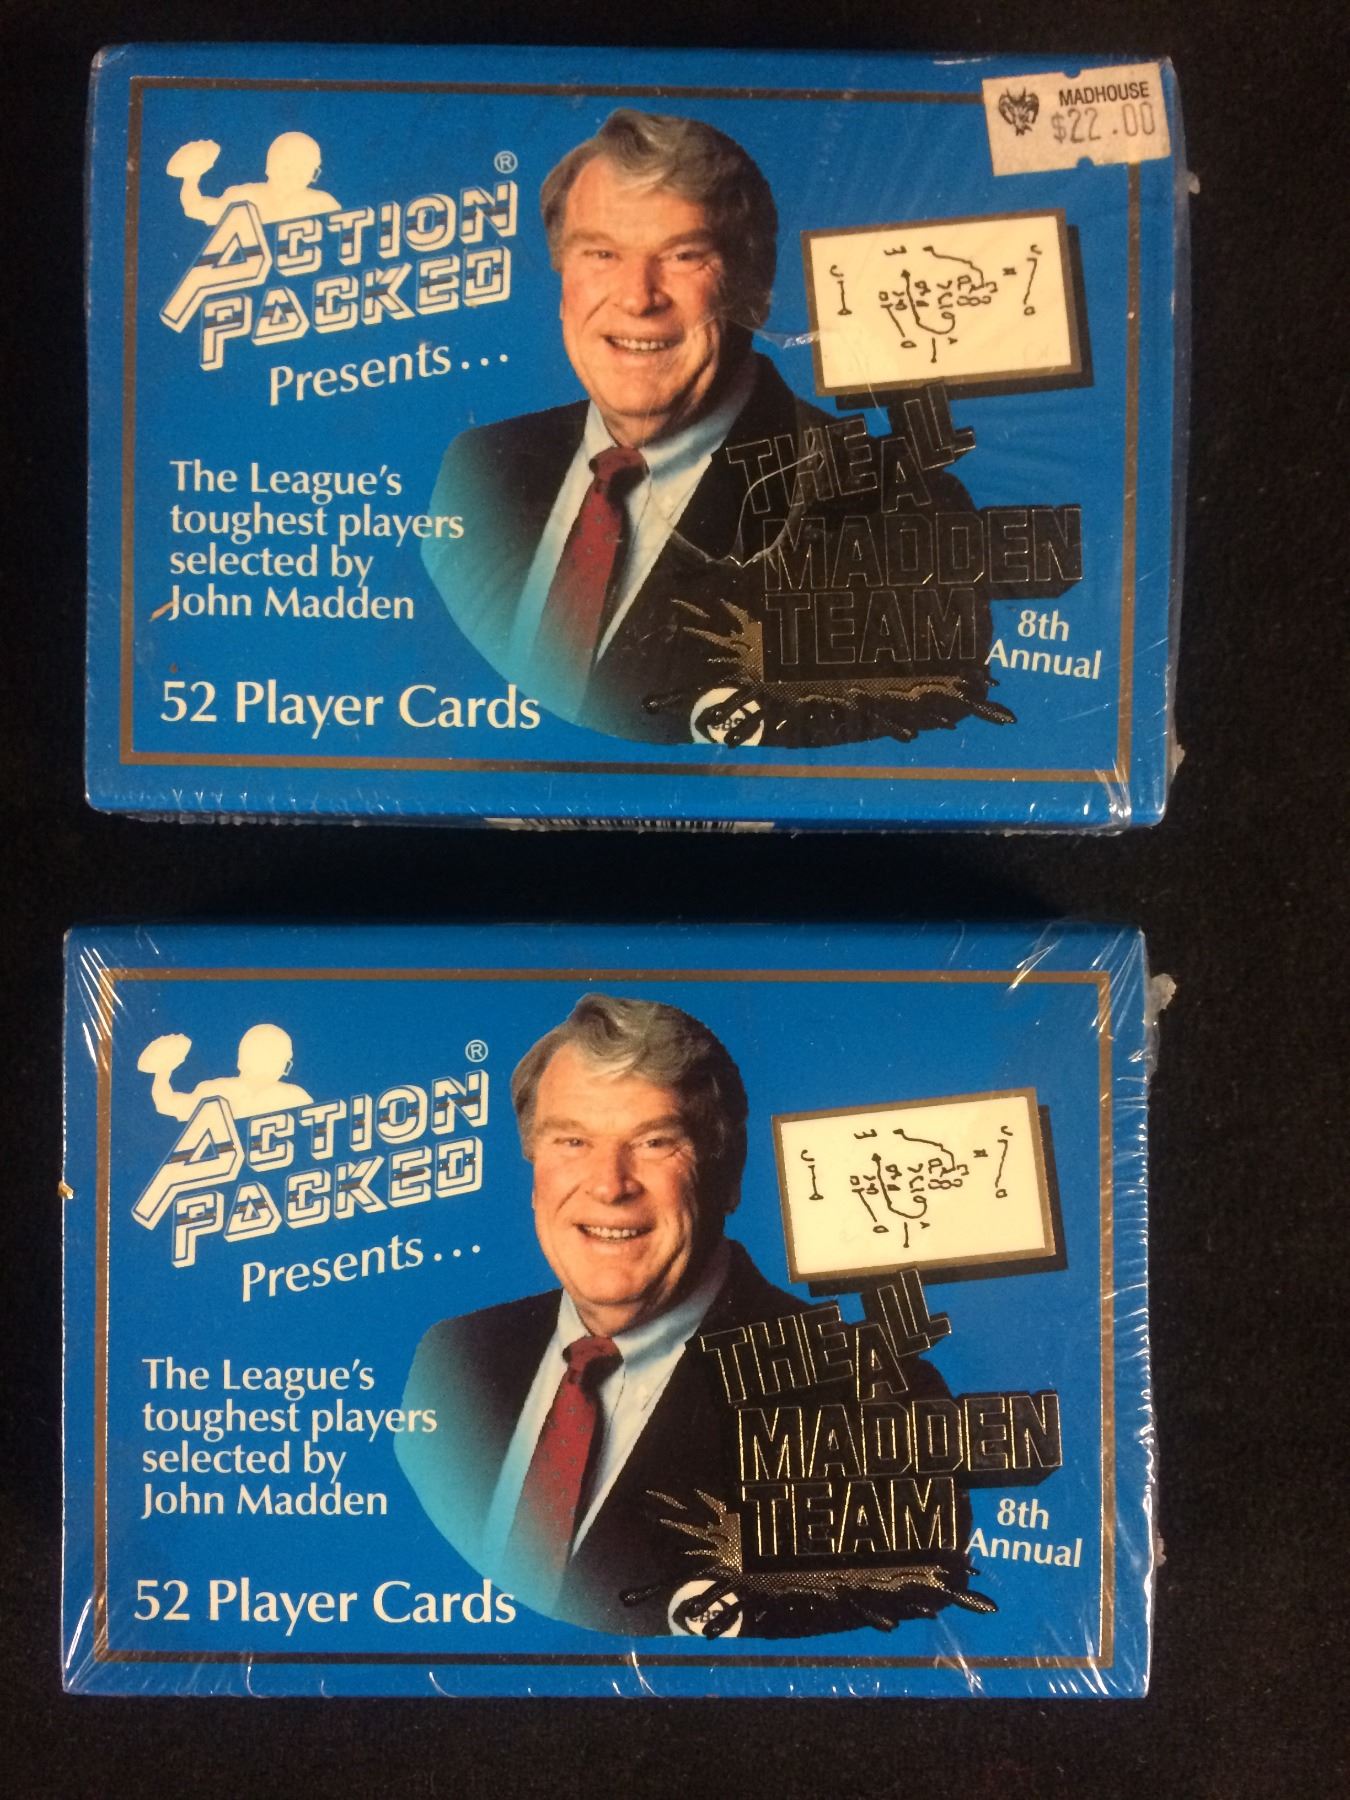 MADHOUSE
$22.00
ACTION
PACKED
®
Presents...
The League's
toughest players
selected by
John Madden
52 Player Cards
THE ALL
MADDEN
TEAM
8th
Annual
ACTION
PACKED
®
Presents...
The League's
toughest players
selected by
John Madden
52 Player Cards
THE ALL
MADDEN
TEAM
8th
Annual